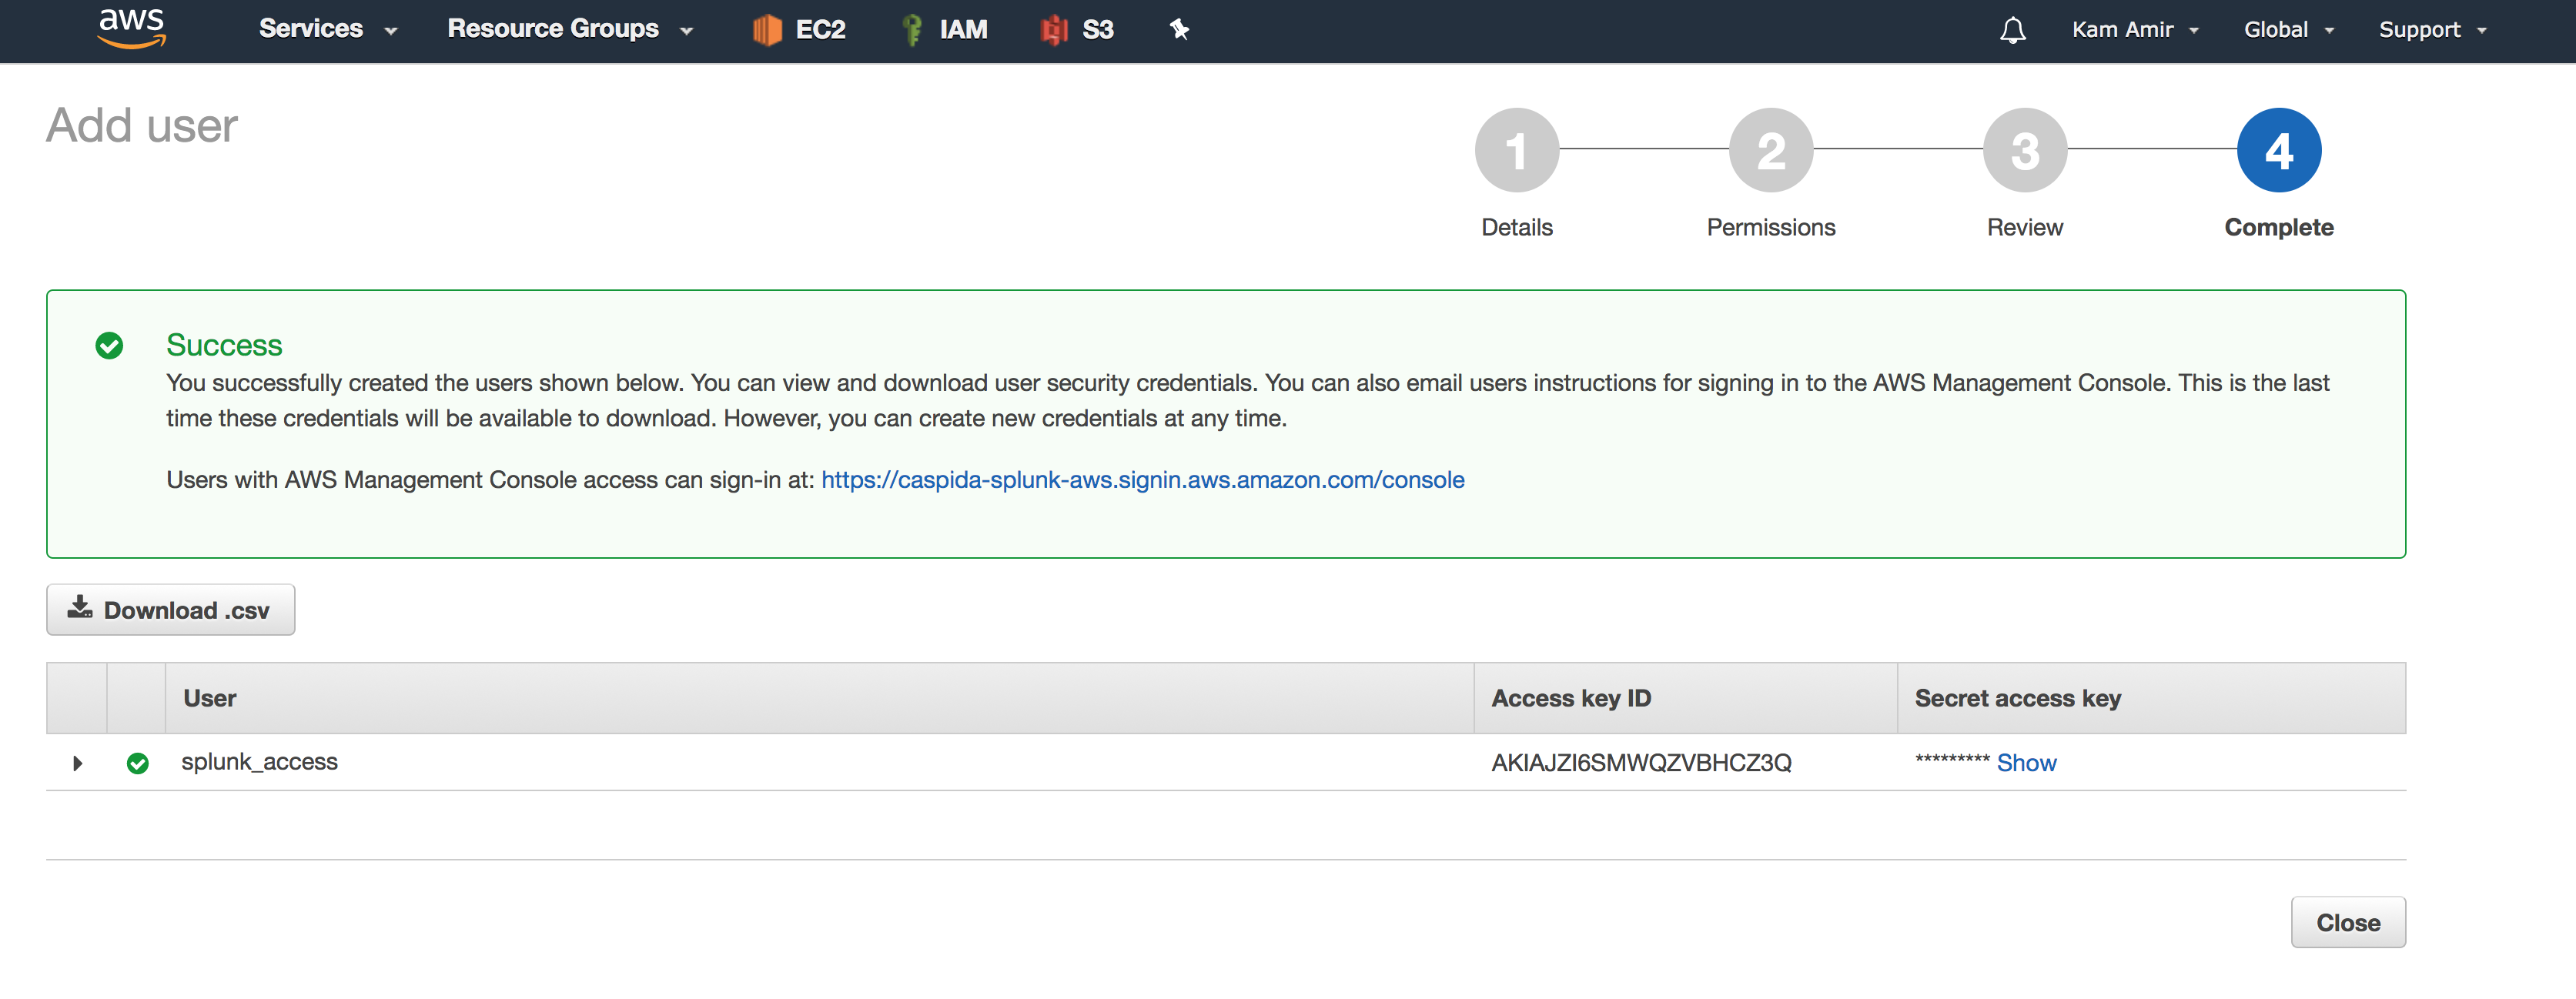 aws Services Resource Groups EC2 IAM S3 Kam Amir Global Support
Add user
1 2 3 4
Details Permissions Review Complete
Success
You successfully created the users shown below. You can view and download user security credentials. You can also email users instructions for signing in to the AWS Management Console. This is the last
time these credentials will be available to download. However, you can create new credentials at any time.
Users with AWS Management Console access can sign-in at: https://caspida-splunk-aws.signin.aws.amazon.com/console
Download .csv
User Access key ID Secret access key
splunk_access AKIAJZI6SMWQZVBHCZ3Q ********* Show
Close